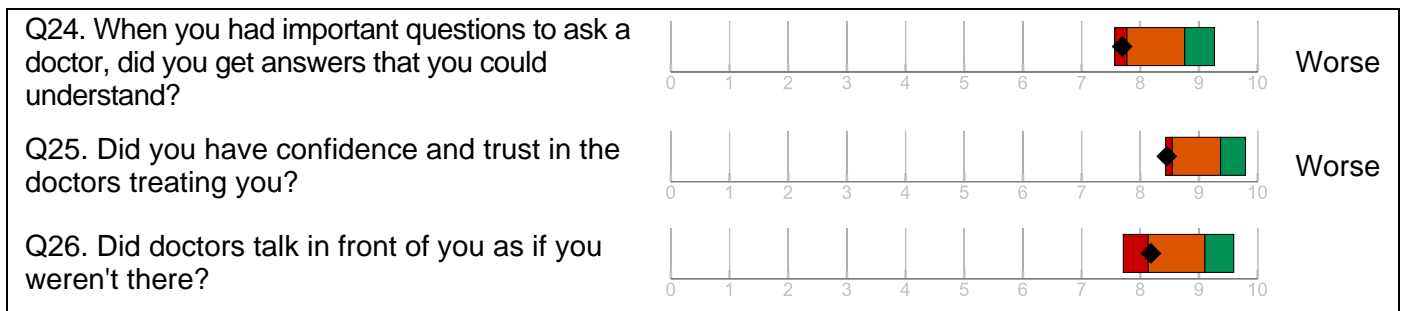 Q24. When you had important questions to ask a
doctor, did you get answers that you could
understand?
0 1 2 3 4 5 6 7 8 9 10
Worse
Q25. Did you have confidence and trust in the
doctors treating you?
0 1 2 3 4 5 6 7 8 9 10
Worse
Q26. Did doctors talk in front of you as if you
weren't there?
0 1 2 3 4 5 6 7 8 9 10